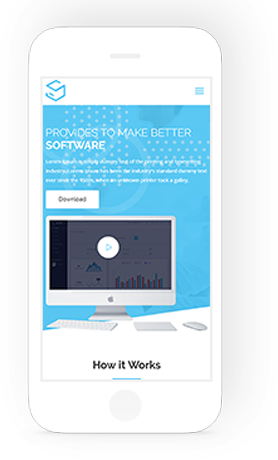 PROVIDES TO MAKE BETTER
SOFTWARE
Lorem Ipsum is simply dummy text of the printing and typesetting
industry Lorem Ipsum has been the industry's standard dummy text
ever since the 1500s, when an unknown printer took a galley.
Download
How it Works